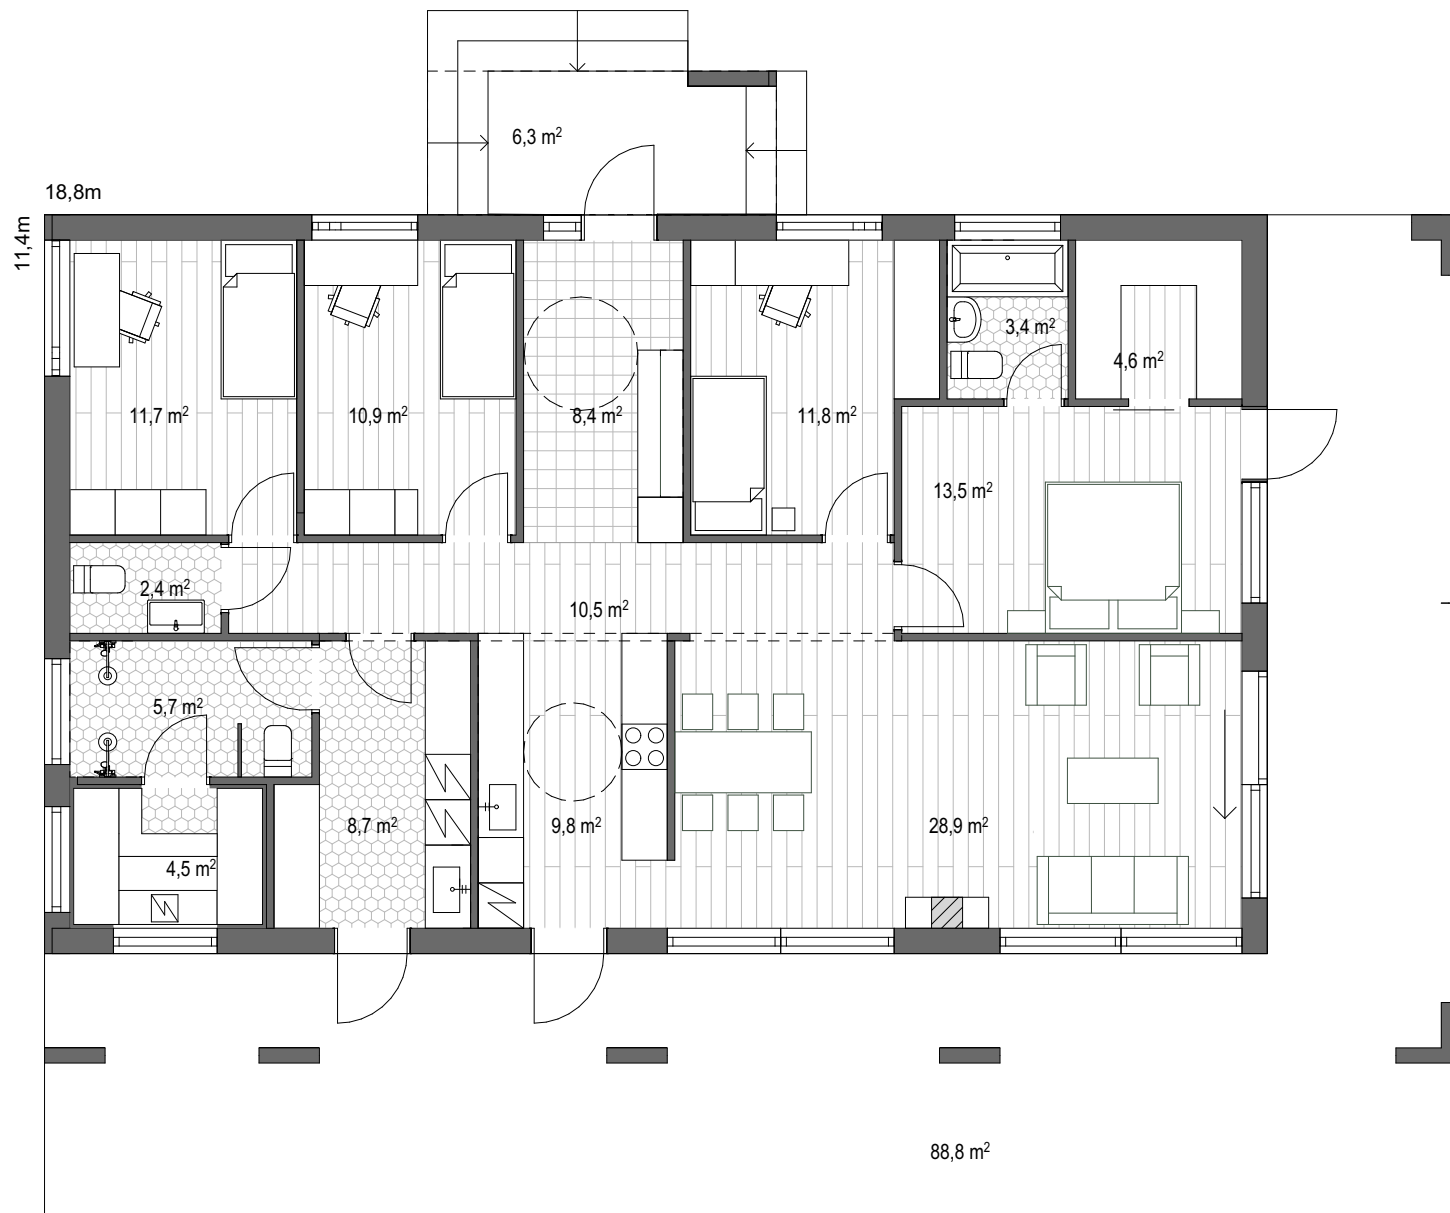 6,3 m²
18,8m
11,4m
3,4 m²
4,6 m²
11,7 m²
10,9 m²
8,4 m²
11,8 m²
13,5 m²
2,4 m²
10,5 m²
5,7 m²
8,7 m²
9,8 m²
28,9 m²
4,5 m²
88,8 m²